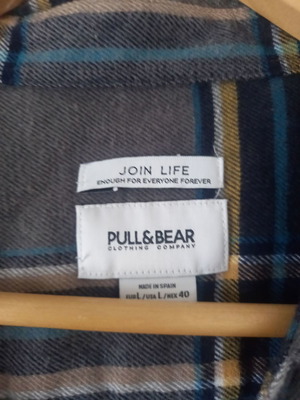 JOIN LIFE
ENOUGH FOR EVERYONE FOREVER
PULL&BEAR
CLOTHING COMPANY
MADE IN SPAIN
EUR L / USA L / MEX 40